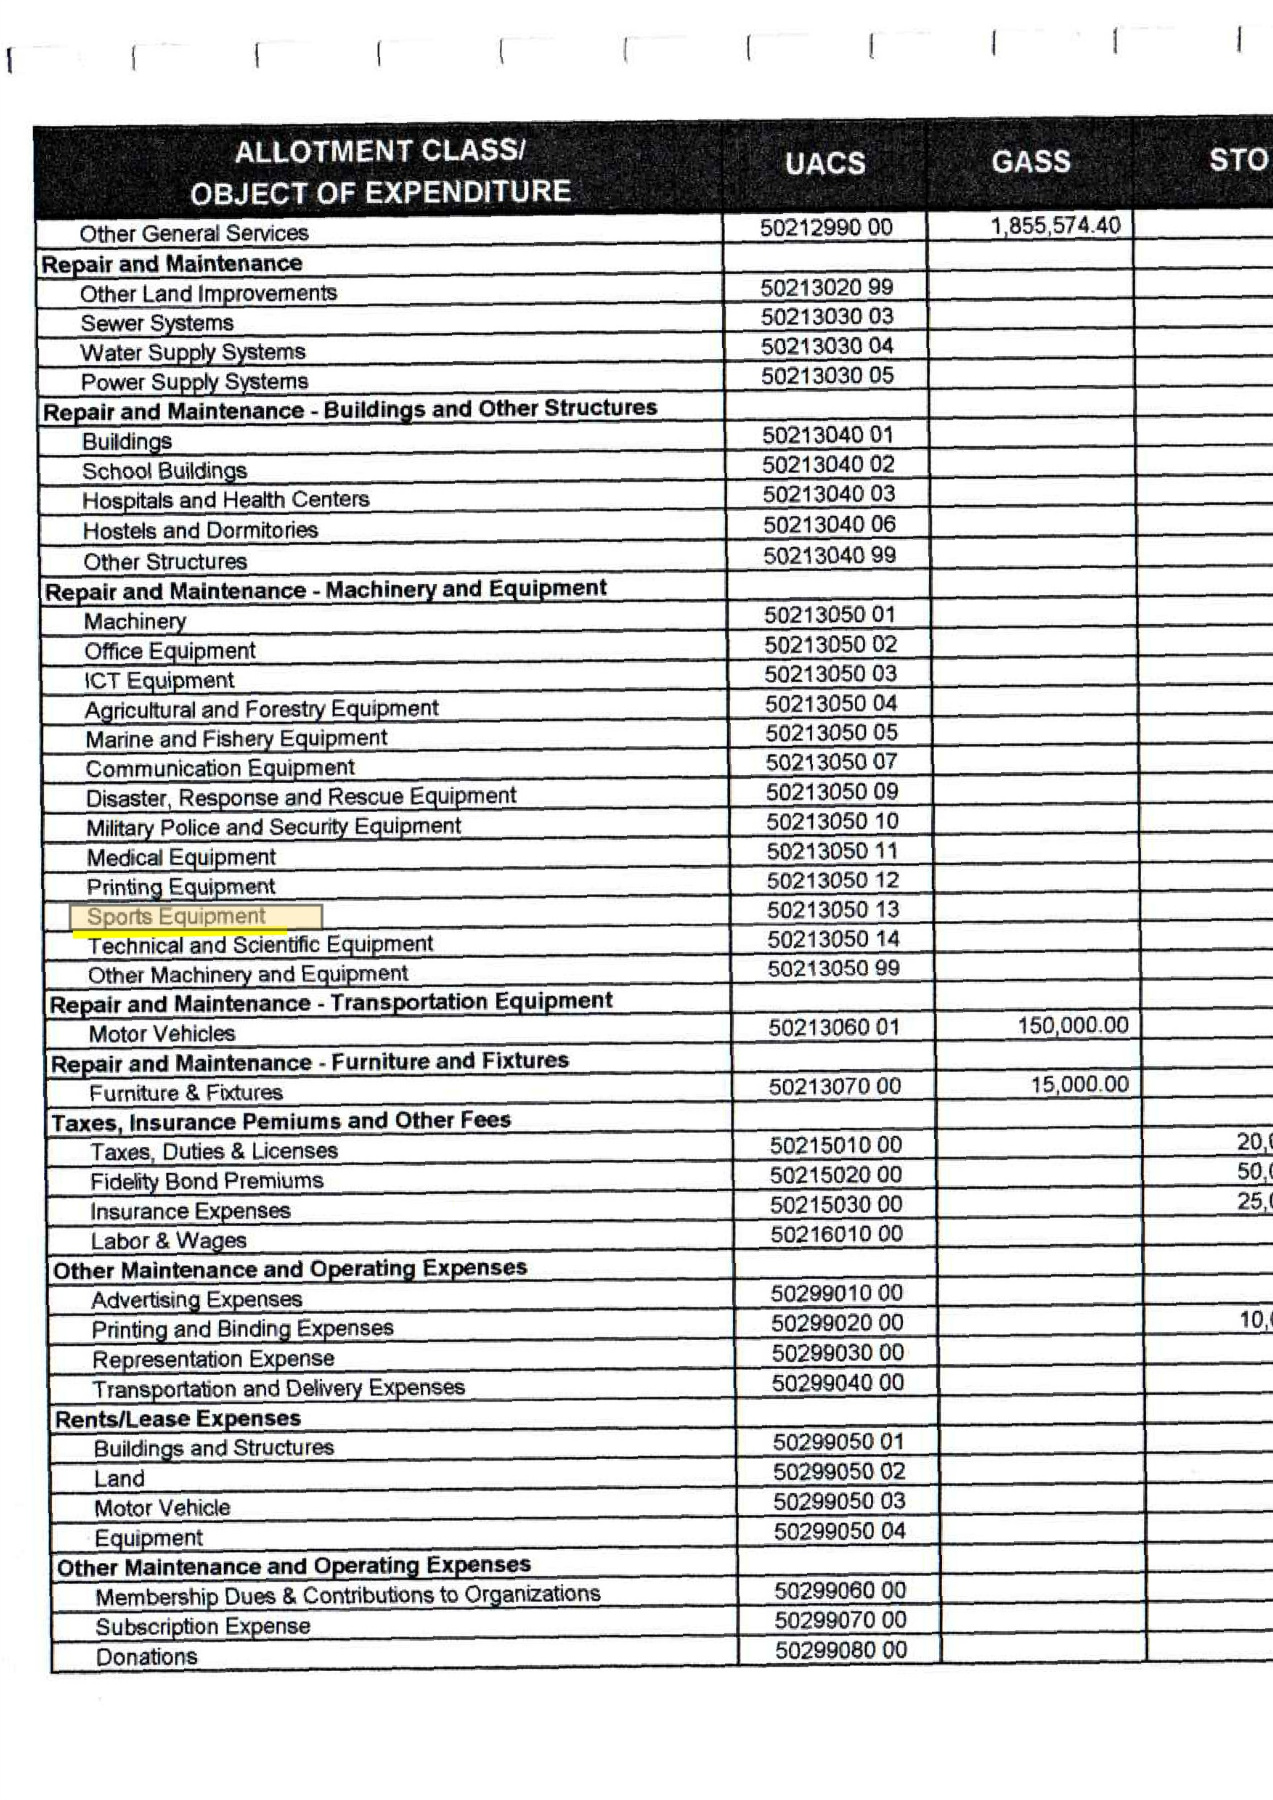 ALLOTMENT CLASS/
OBJECT OF EXPENDITURE UACS GASS STO
Other General Services 50212990 00 1,855,574.40
Repair and Maintenance
Other Land Improvements 50213020 99
Sewer Systems 50213030 03
Water Supply Systems 50213030 04
Power Supply Systems 50213030 05
Repair and Maintenance - Buildings and Other Structures
Buildings 50213040 01
School Buildings 50213040 02
Hospitals and Health Centers 50213040 03
Hostels and Dormitories 50213040 06
Other Structures 50213040 99
Repair and Maintenance - Machinery and Equipment
Machinery 50213050 01
Office Equipment 50213050 02
ICT Equipment 50213050 03
Agricultural and Forestry Equipment 50213050 04
Marine and Fishery Equipment 50213050 05
Communication Equipment 50213050 07
Disaster, Response and Rescue Equipment 50213050 09
Military Police and Security Equipment 50213050 10
Medical Equipment 50213050 11
Printing Equipment 50213050 12
Sports Equipment 50213050 13
Technical and Scientific Equipment 50213050 14
Other Machinery and Equipment 50213050 99
Repair and Maintenance - Transportation Equipment
Motor Vehicles 50213060 01 150,000.00
Repair and Maintenance - Furniture and Fixtures
Furniture & Fixtures 50213070 00 15,000.00
Taxes, Insurance Pemiums and Other Fees
Taxes, Duties & Licenses 50215010 00 20,
Fidelity Bond Premiums 50215020 00 50,
Insurance Expenses 50215030 00 25,
Labor & Wages 50216010 00
Other Maintenance and Operating Expenses
Advertising Expenses 50299010 00
Printing and Binding Expenses 50299020 00 10,
Representation Expense 50299030 00
Transportation and Delivery Expenses 50299040 00
Rents/Lease Expenses
Buildings and Structures 50299050 01
Land 50299050 02
Motor Vehicle 50299050 03
Equipment 50299050 04
Other Maintenance and Operating Expenses
Membership Dues & Contributions to Organizations 50299060 00
Subscription Expense 50299070 00
Donations 50299080 00